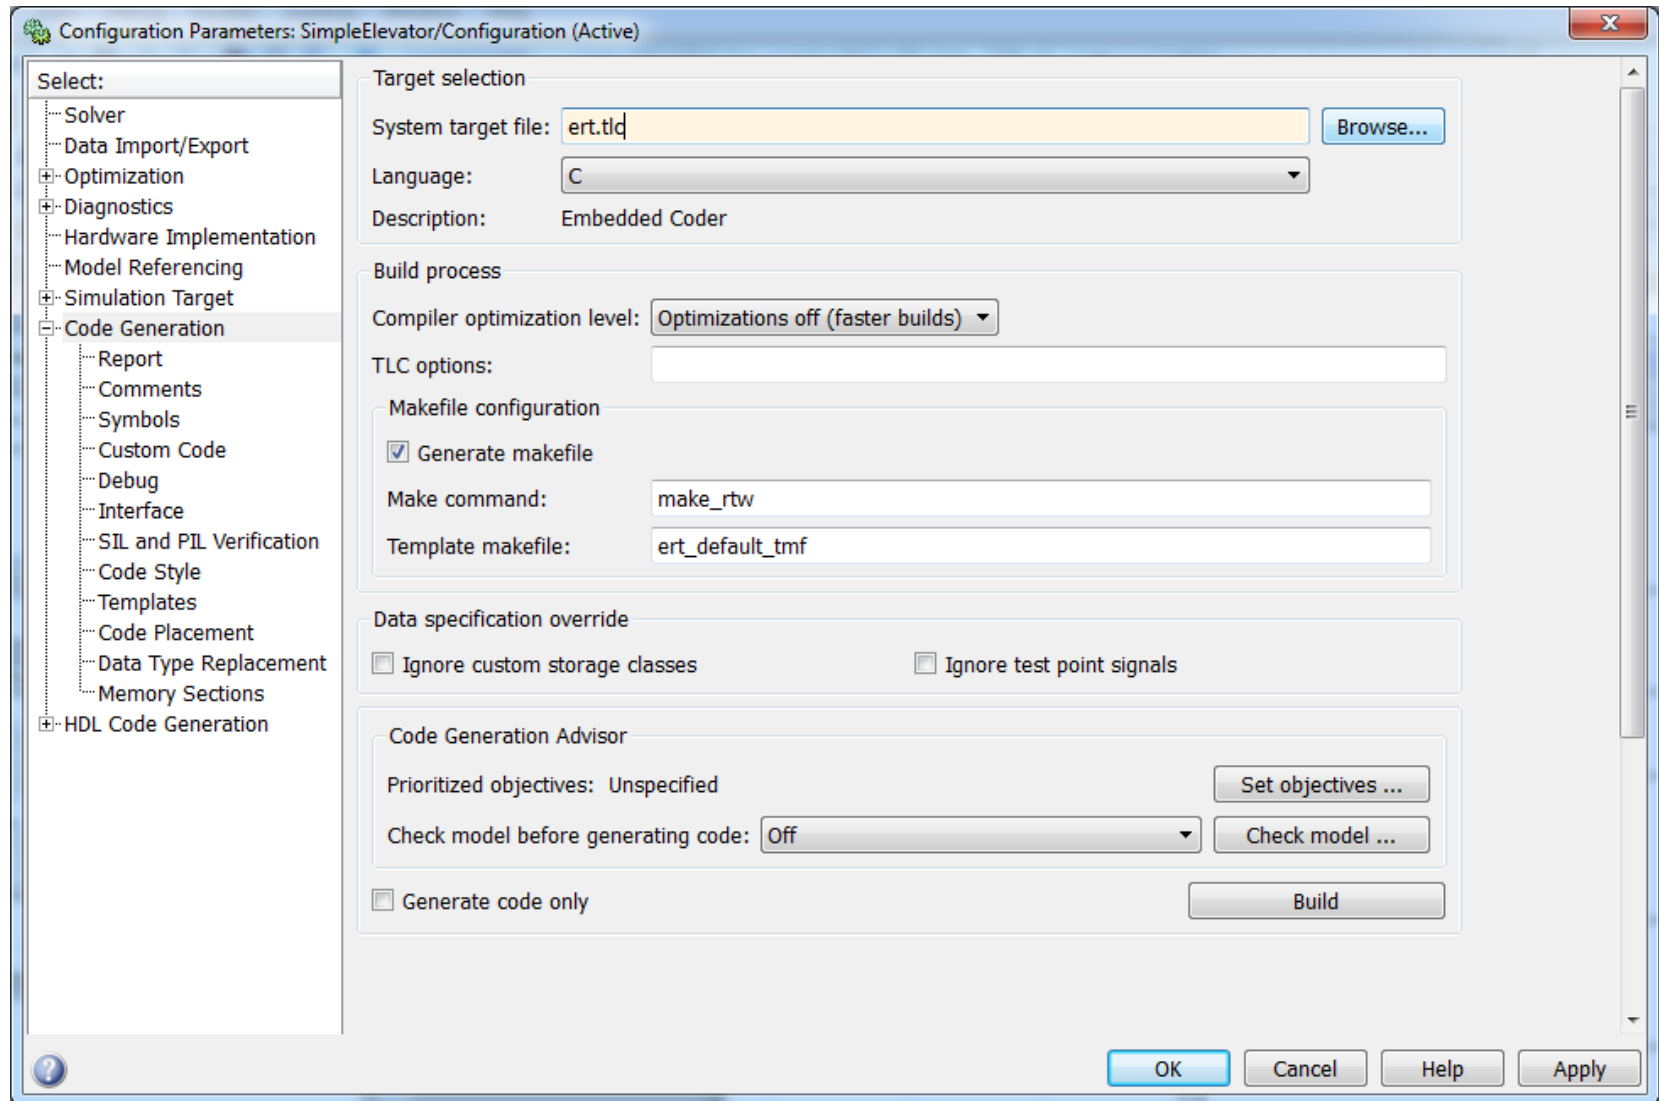 Configuration Parameters: SimpleElevator/Configuration (Active)
Select:
Solver
Data Import/Export
Optimization
Diagnostics
Hardware Implementation
Model Referencing
Simulation Target
Code Generation
Report
Comments
Symbols
Custom Code
Debug
Interface
SIL and PIL Verification
Code Style
Templates
Code Placement
Data Type Replacement
Memory Sections
HDL Code Generation
Target selection
System target file: ert.tlc Browse...
Language: C
Description: Embedded Coder
Build process
Compiler optimization level: Optimizations off (faster builds)
TLC options:
Makefile configuration
Generate makefile
Make command: make_rtw
Template makefile: ert_default_tmf
Data specification override
Ignore custom storage classes Ignore test point signals
Code Generation Advisor
Prioritized objectives: Unspecified Set objectives ...
Check model before generating code: Off Check model ...
Generate code only Build
OK Cancel Help Apply